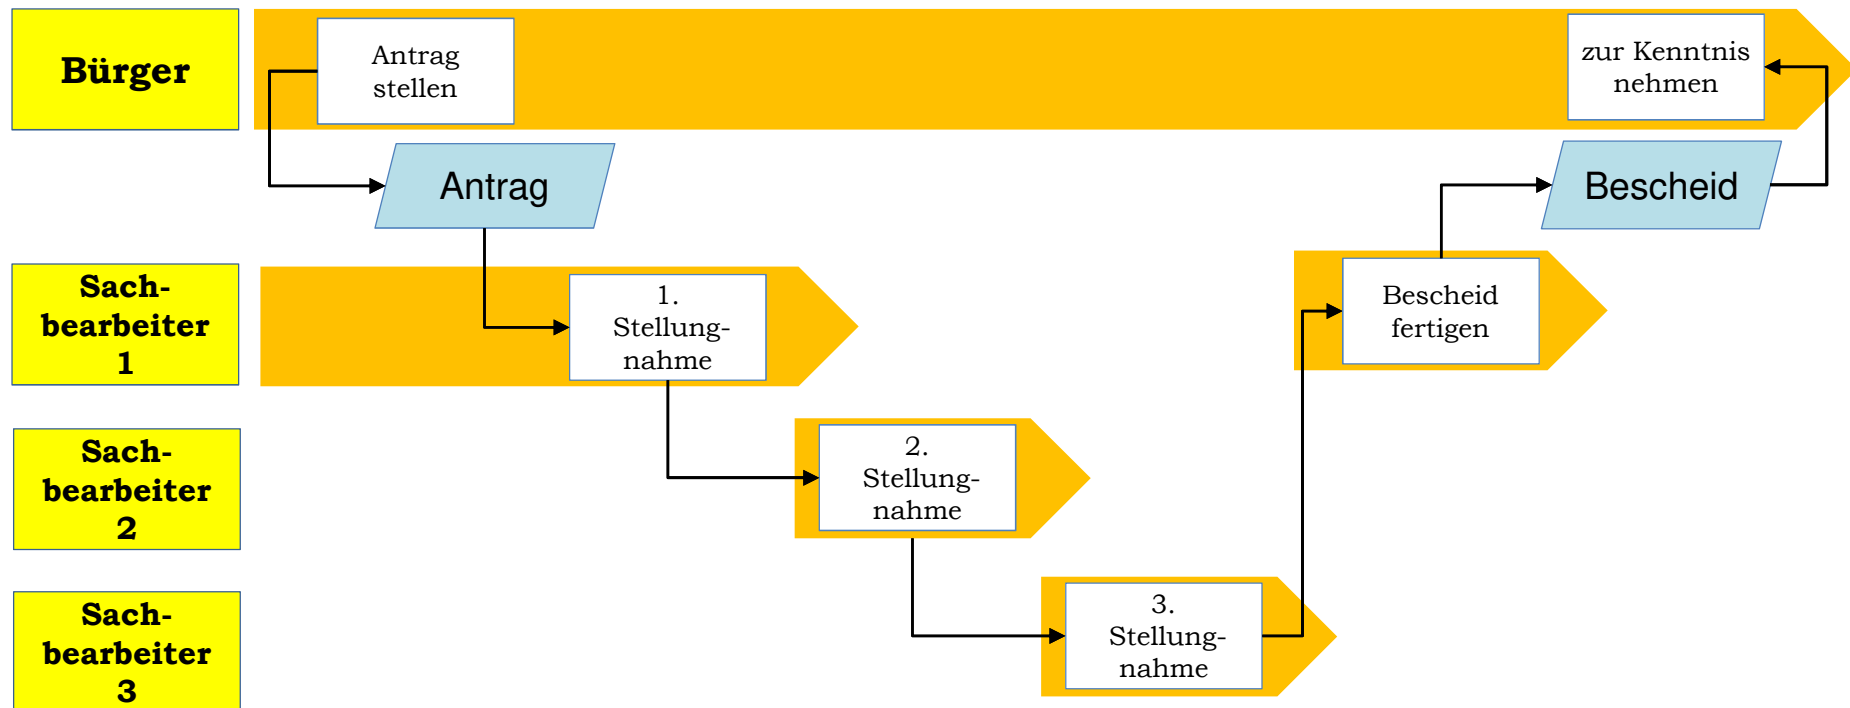 Bürger
Antrag
stellen
zur Kenntnis
nehmen
Antrag
Bescheid
Sach-
bearbeiter
1
1.
Stellung-
nahme
Bescheid
fertigen
Sach-
bearbeiter
2
2.
Stellung-
nahme
Sach-
bearbeiter
3
3.
Stellung-
nahme